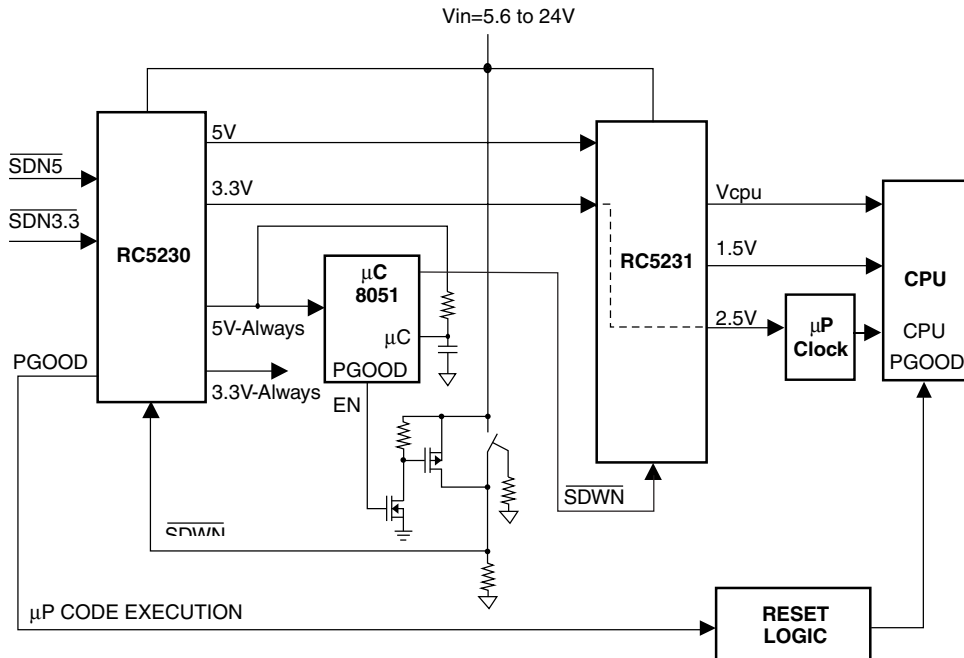 Vin=5.6 to 24V
SDN5
SDN3.3
RC5230
5V
3.3V
5V-Always
3.3V-Always
PGOOD
μC
8051
μC
PGOOD
EN
RC5231
Vcpu
1.5V
2.5V
μP
Clock
CPU
CPU
PGOOD
SDWN
SDWN
μP CODE EXECUTION
RESET
LOGIC